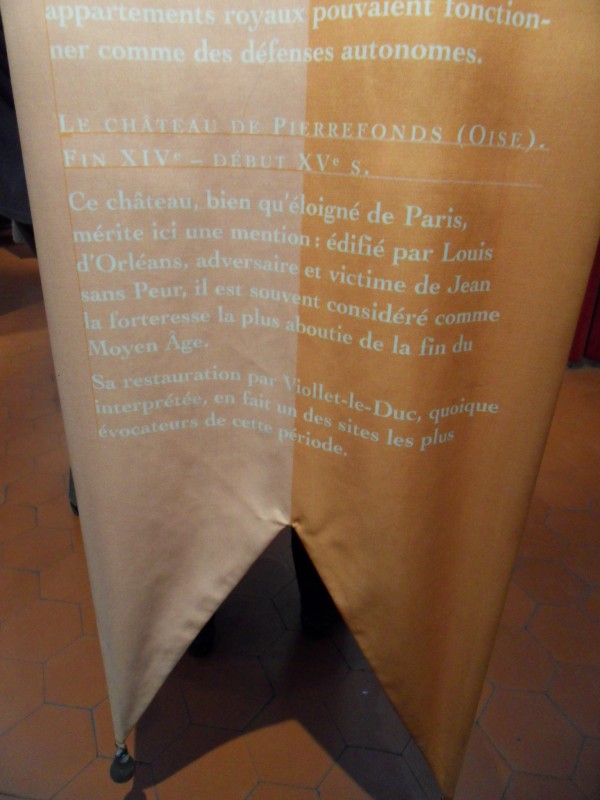 appartements royaux pouvaient fonction-
ner comme des défenses autonomes.
LE CHÂTEAU DE PIERREFONDS (OISE).
FIN XIVe – DÉBUT XVe S.
Ce château, bien qu'éloigné de Paris,
mérite ici une mention : édifié par Louis
d'Orléans, adversaire et victime de Jean
sans Peur, il est souvent considéré comme
la forteresse la plus aboutie de la fin du
Moyen Âge.
Sa restauration par Viollet-le-Duc, quoique
interprétée, en fait un des sites les plus
évocateurs de cette période.